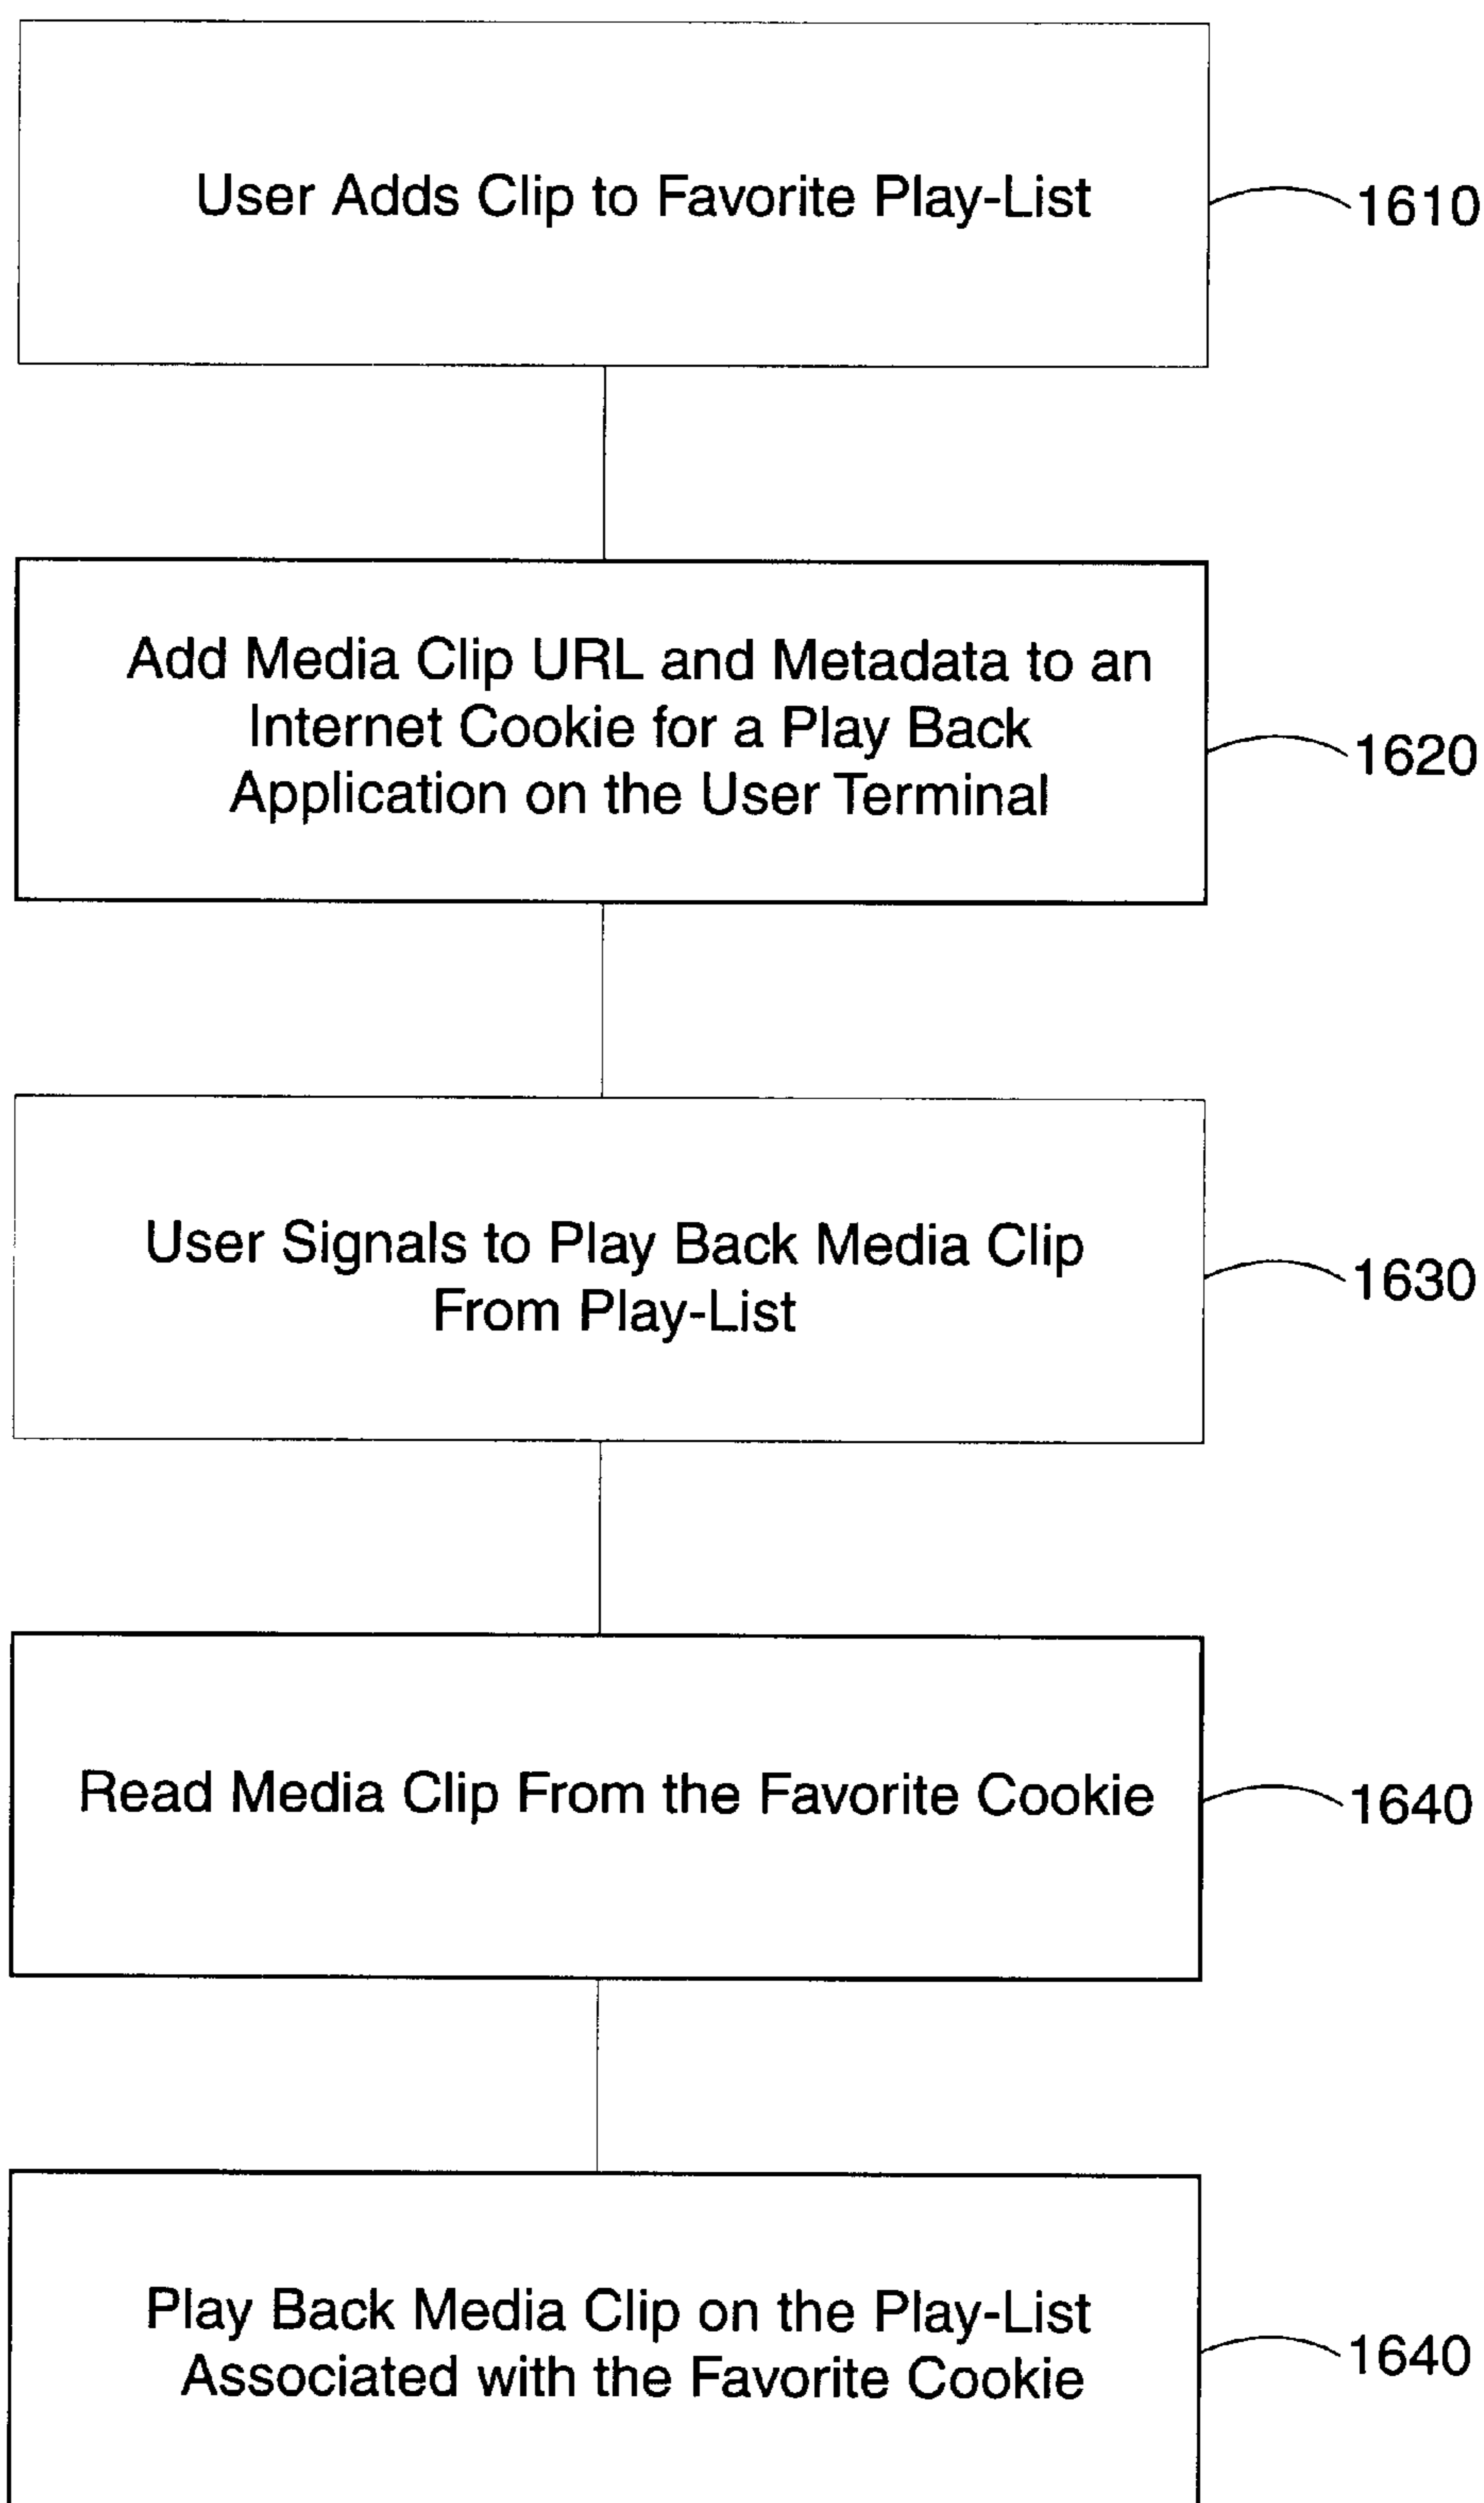 User Adds Clip to Favorite Play-List
1610
Add Media Clip URL and Metadata to an
Internet Cookie for a Play Back
Application on the User Terminal
1620
User Signals to Play Back Media Clip
From Play-List
1630
Read Media Clip From the Favorite Cookie
1640
Play Back Media Clip on the Play-List
Associated with the Favorite Cookie
1640